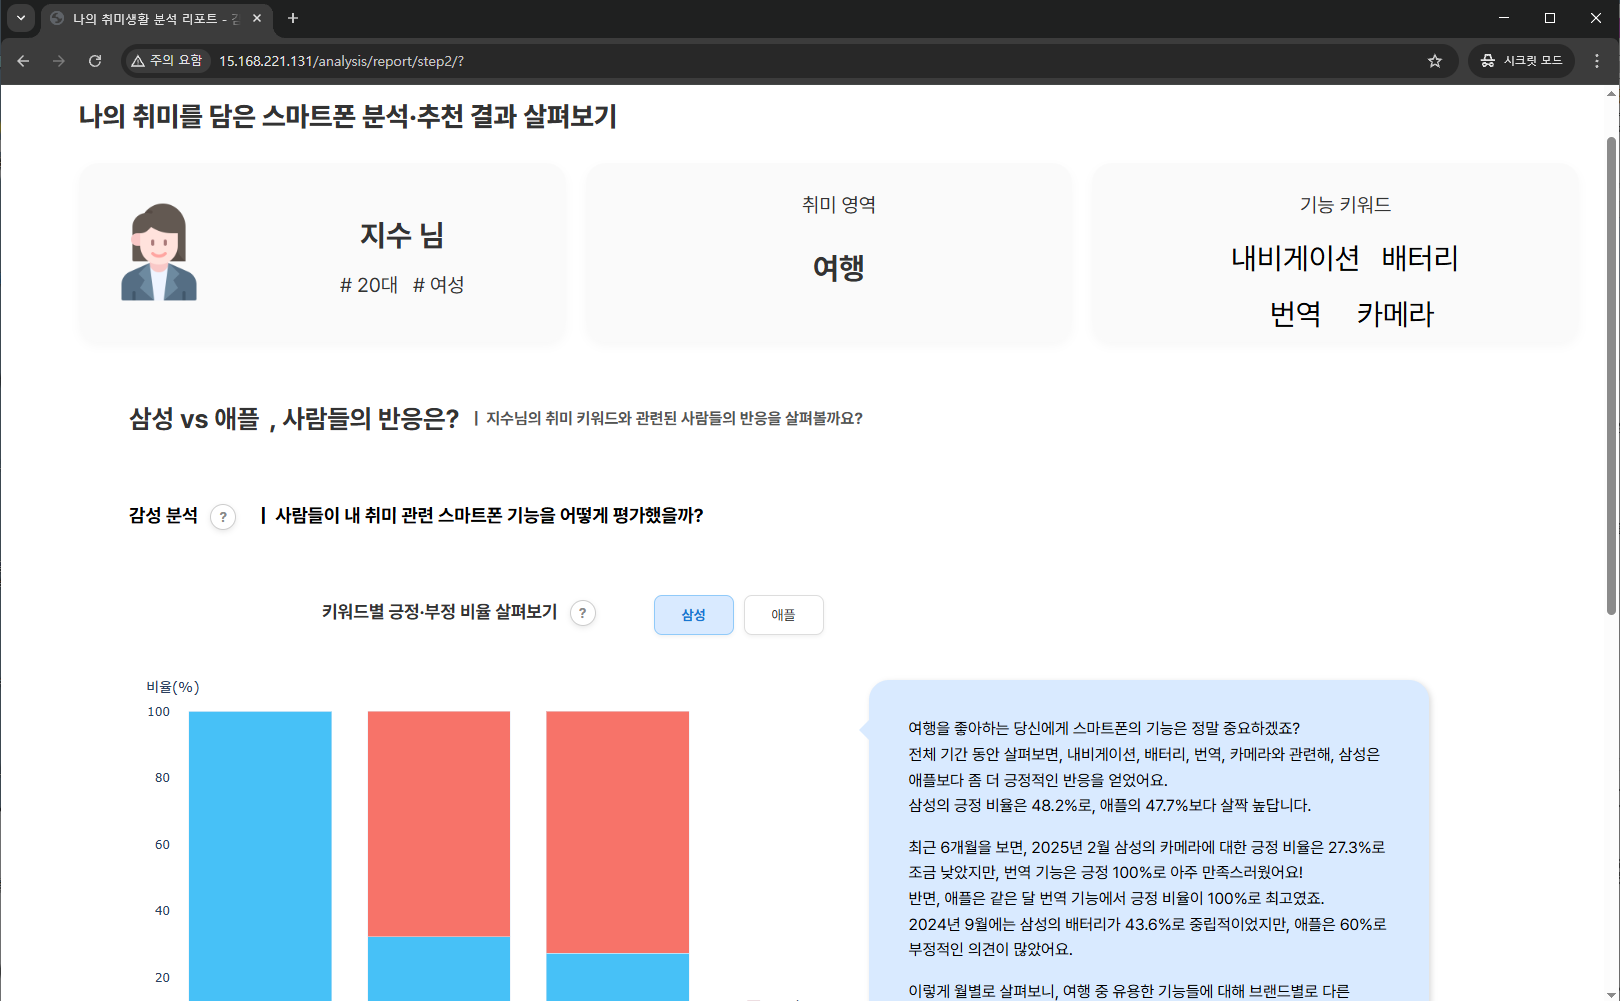 나의 취미생활 분석 리포트 - 김
주의 요함
15.168.221.131/analysis/report/step2/?
시크릿 모드
나의 취미를 담은 스마트폰 분석·추천 결과 살펴보기
지수 님
# 20대 # 여성
취미 영역
여행
기능 키워드
내비게이션 배터리
번역 카메라
삼성 vs 애플 , 사람들의 반응은? | 지수님의 취미 키워드와 관련된 사람들의 반응을 살펴볼까요?
감성 분석 ? | 사람들이 내 취미 관련 스마트폰 기능을 어떻게 평가했을까?
키워드별 긍정·부정 비율 살펴보기 ? 삼성 애플
비율(%)
100
80
60
40
20
여행을 좋아하는 당신에게 스마트폰의 기능은 정말 중요하겠죠?
전체 기간 동안 살펴보면, 내비게이션, 배터리, 번역, 카메라와 관련해, 삼성은
애플보다 좀 더 긍정적인 반응을 얻었어요.
삼성의 긍정 비율은 48.2%로, 애플의 47.7%보다 살짝 높답니다.
최근 6개월을 보면, 2025년 2월 삼성의 카메라에 대한 긍정 비율은 27.3%로
조금 낮았지만, 번역 기능은 긍정 100%로 아주 만족스러웠어요!
반면, 애플은 같은 달 번역 기능에서 긍정 비율이 100%로 최고였죠.
2024년 9월에는 삼성의 배터리가 43.6%로 중립적이었지만, 애플은 60%로
부정적인 의견이 많았어요.
이렇게 월별로 살펴보니, 여행 중 유용한 기능들에 대해 브랜드별로 다른